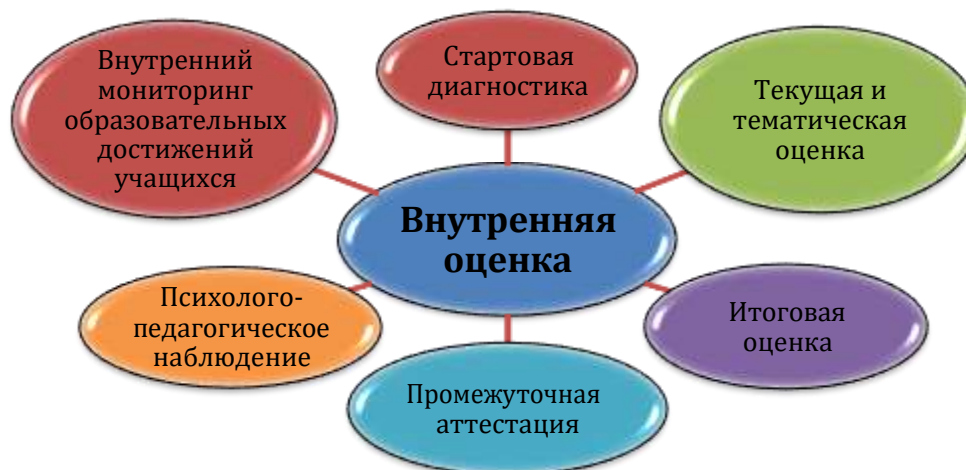 Внутренний
мониторинг
образовательных
достижений
учащихся
Стартовая
диагностика
Текущая и
тематическая
оценка
Внутренняя
оценка
Психолого-
педагогическое
наблюдение
Промежуточная
аттестация
Итоговая
оценка